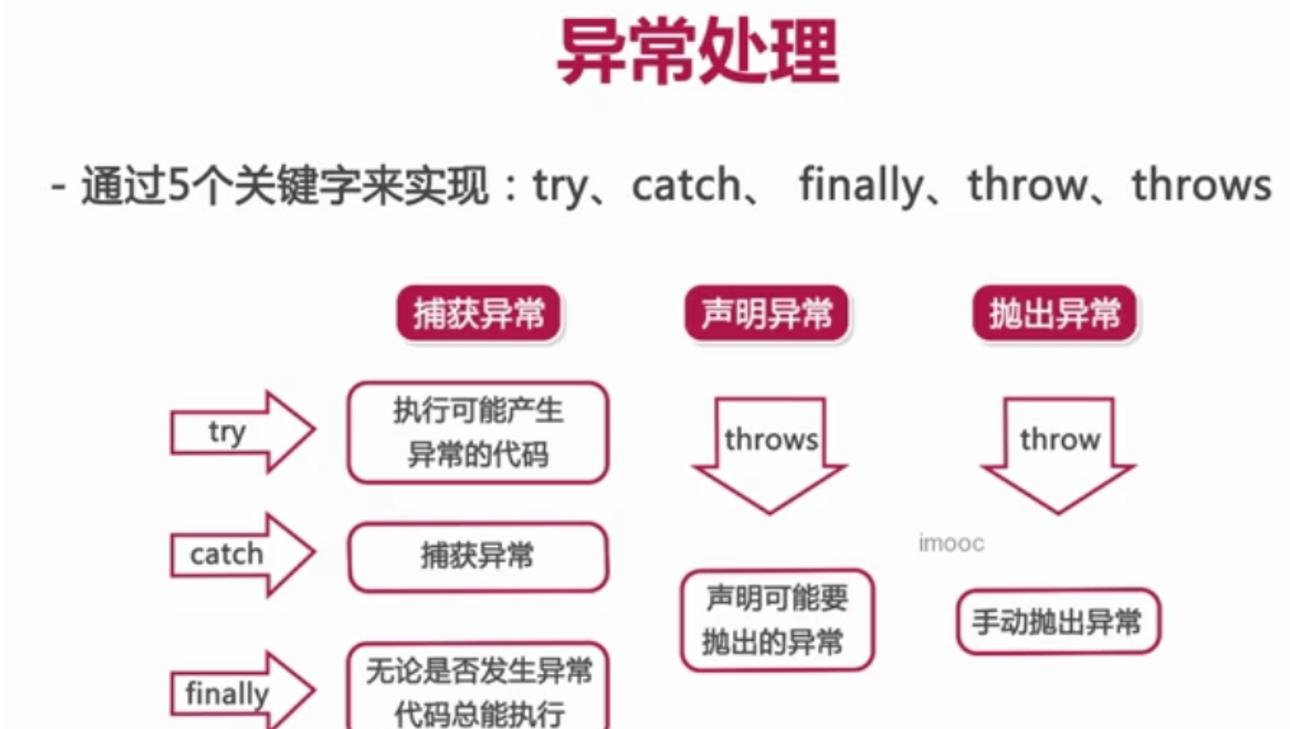 异常处理
- 通过5个关键字来实现：try、catch、 finally、throw、throws
捕获异常
声明异常
抛出异常
try
执行可能产生
异常的代码
throws
throw
catch
捕获异常
imooc
声明可能要
抛出的异常
手动抛出异常
finally
无论是否发生异常
代码总能执行